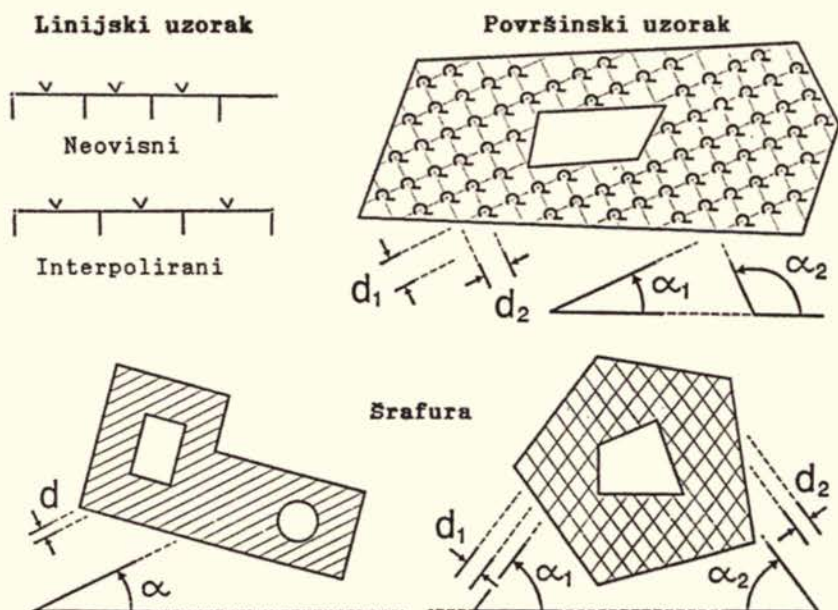 Linijski uzorak
Neovisni
Interpolirani
Površinski uzorak
d₁
d₂
α₁
α₂
Šrafura
d
α
d₁
α₁
α₂
d₂